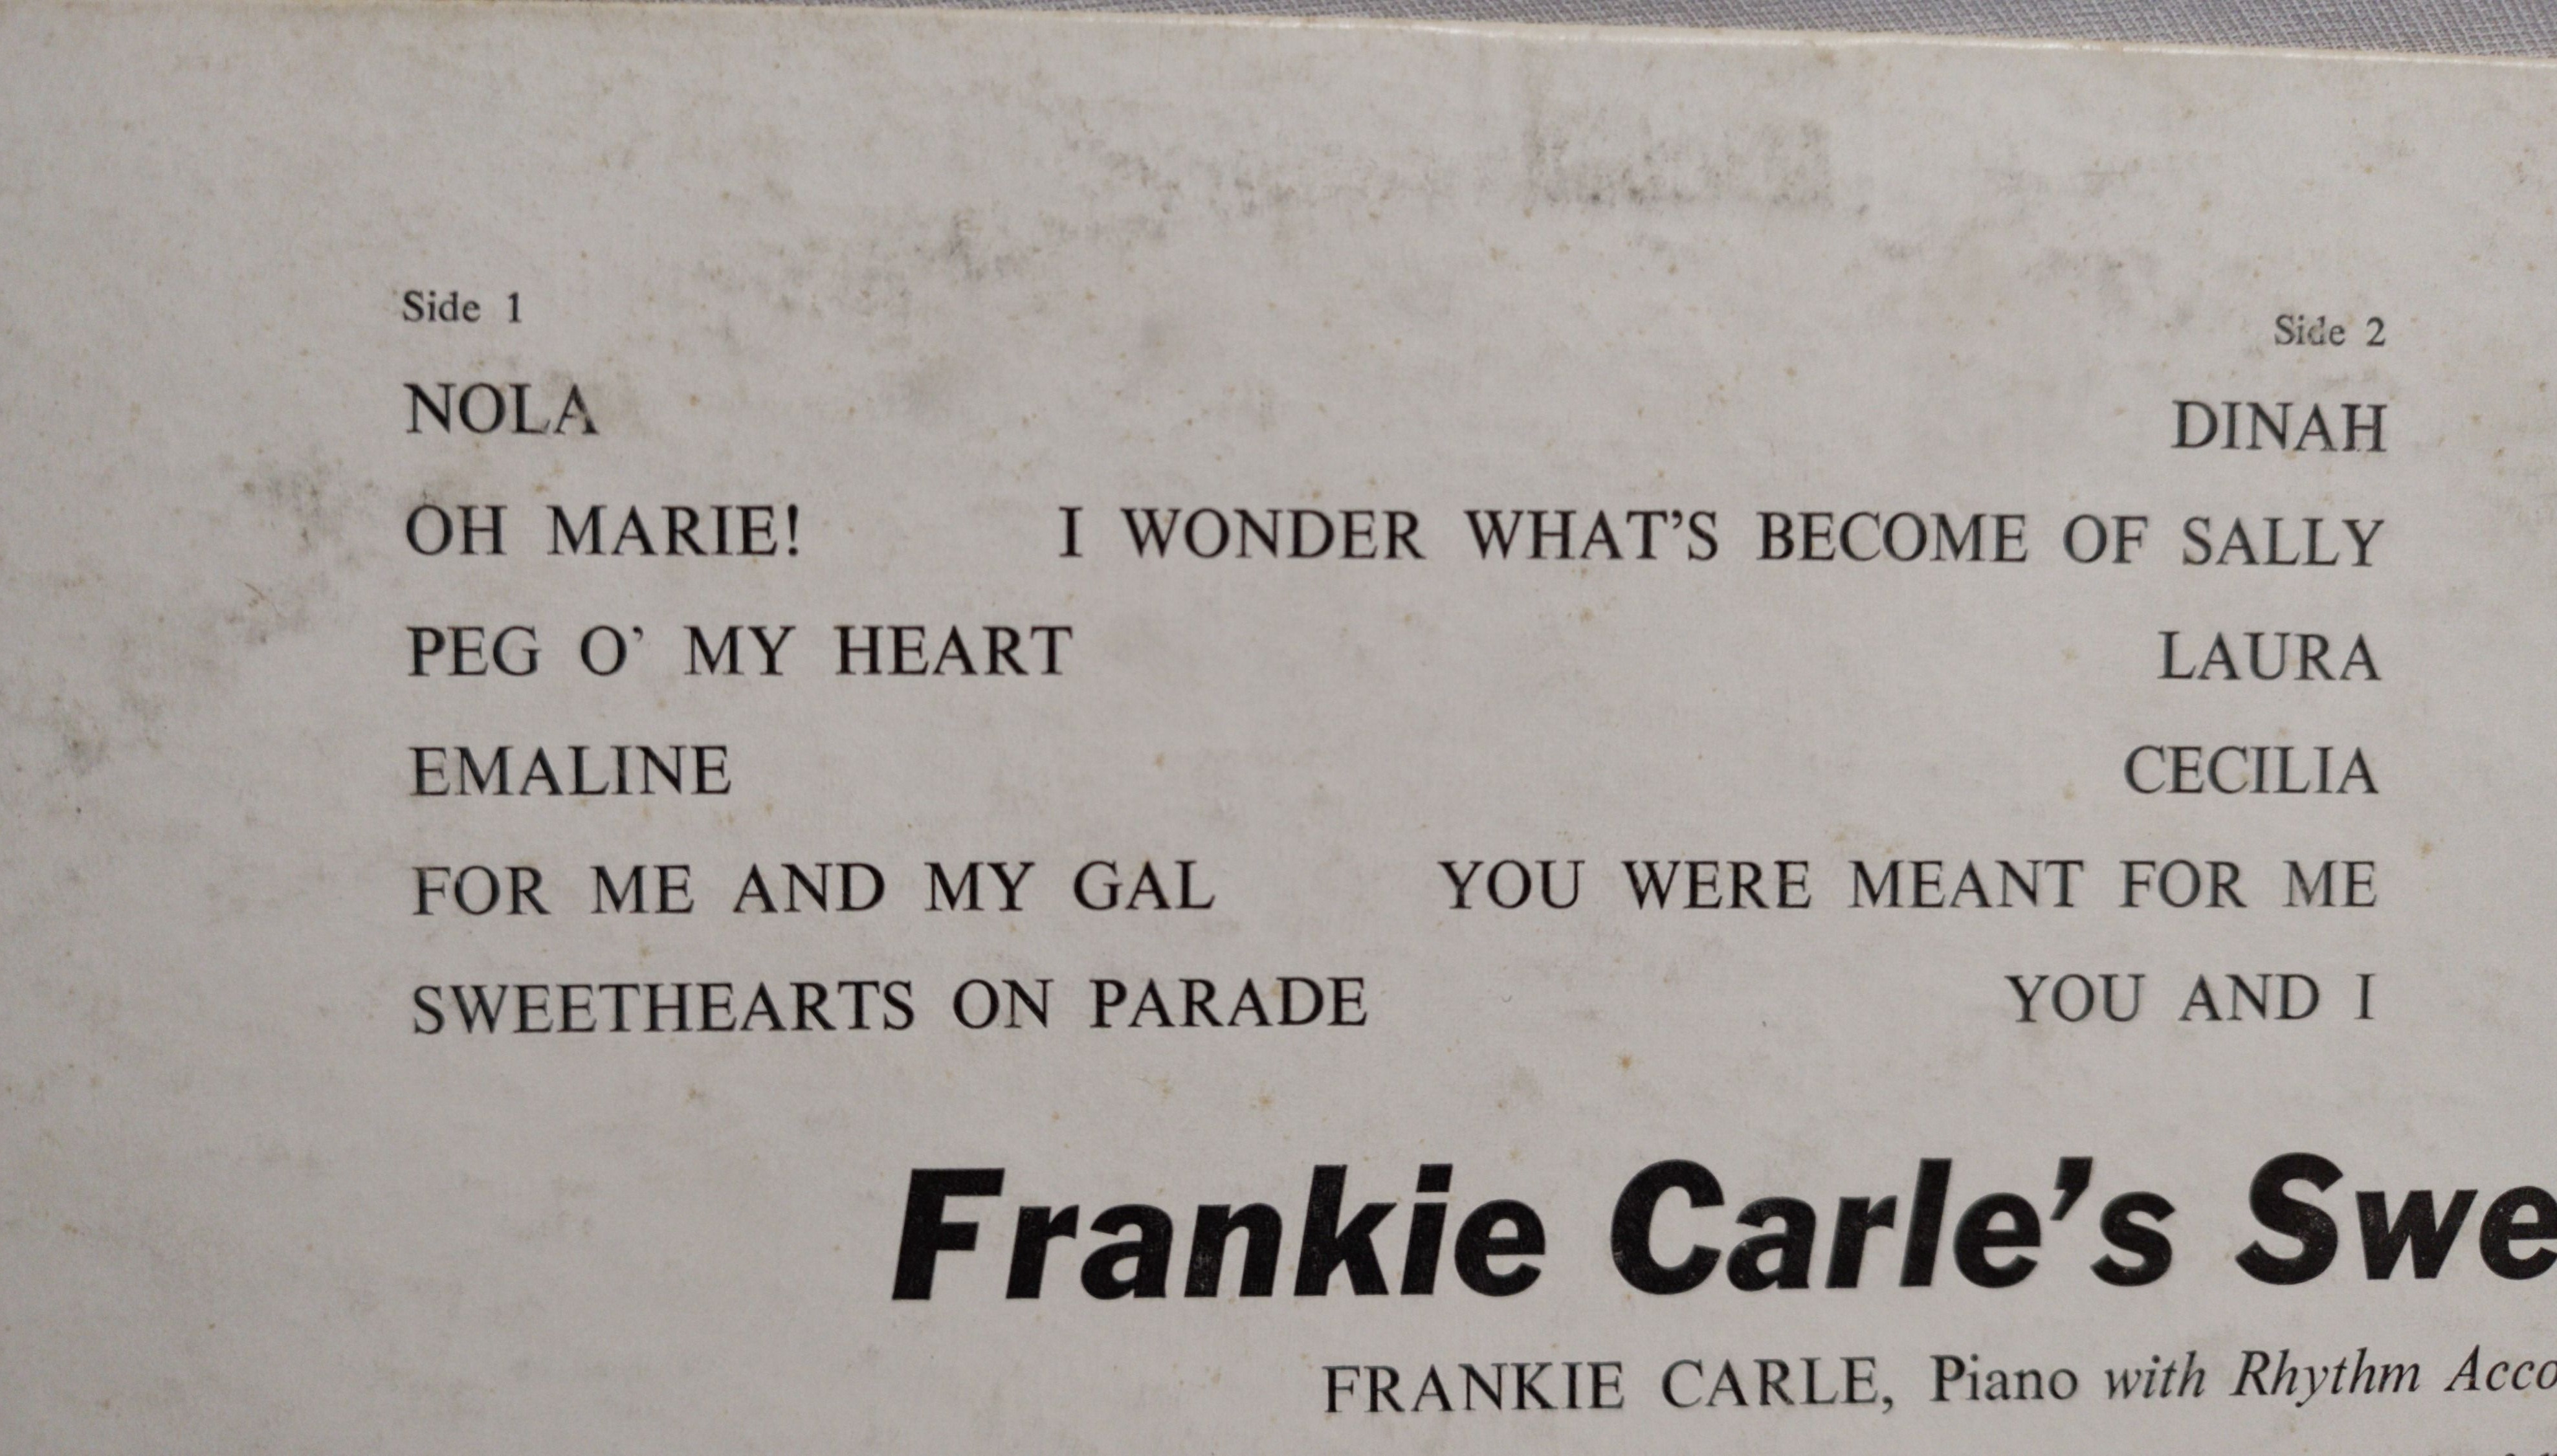 Side 1
NOLA
OH MARIE!
PEG O’ MY HEART
EMALINE
FOR ME AND MY GAL
SWEETHEARTS ON PARADE
Side 2
DINAH
I WONDER WHAT’S BECOME OF SALLY
LAURA
CECILIA
YOU WERE MEANT FOR ME
YOU AND I
Frankie Carle’s Swe
FRANKIE CARLE, Piano with Rhythm Acco